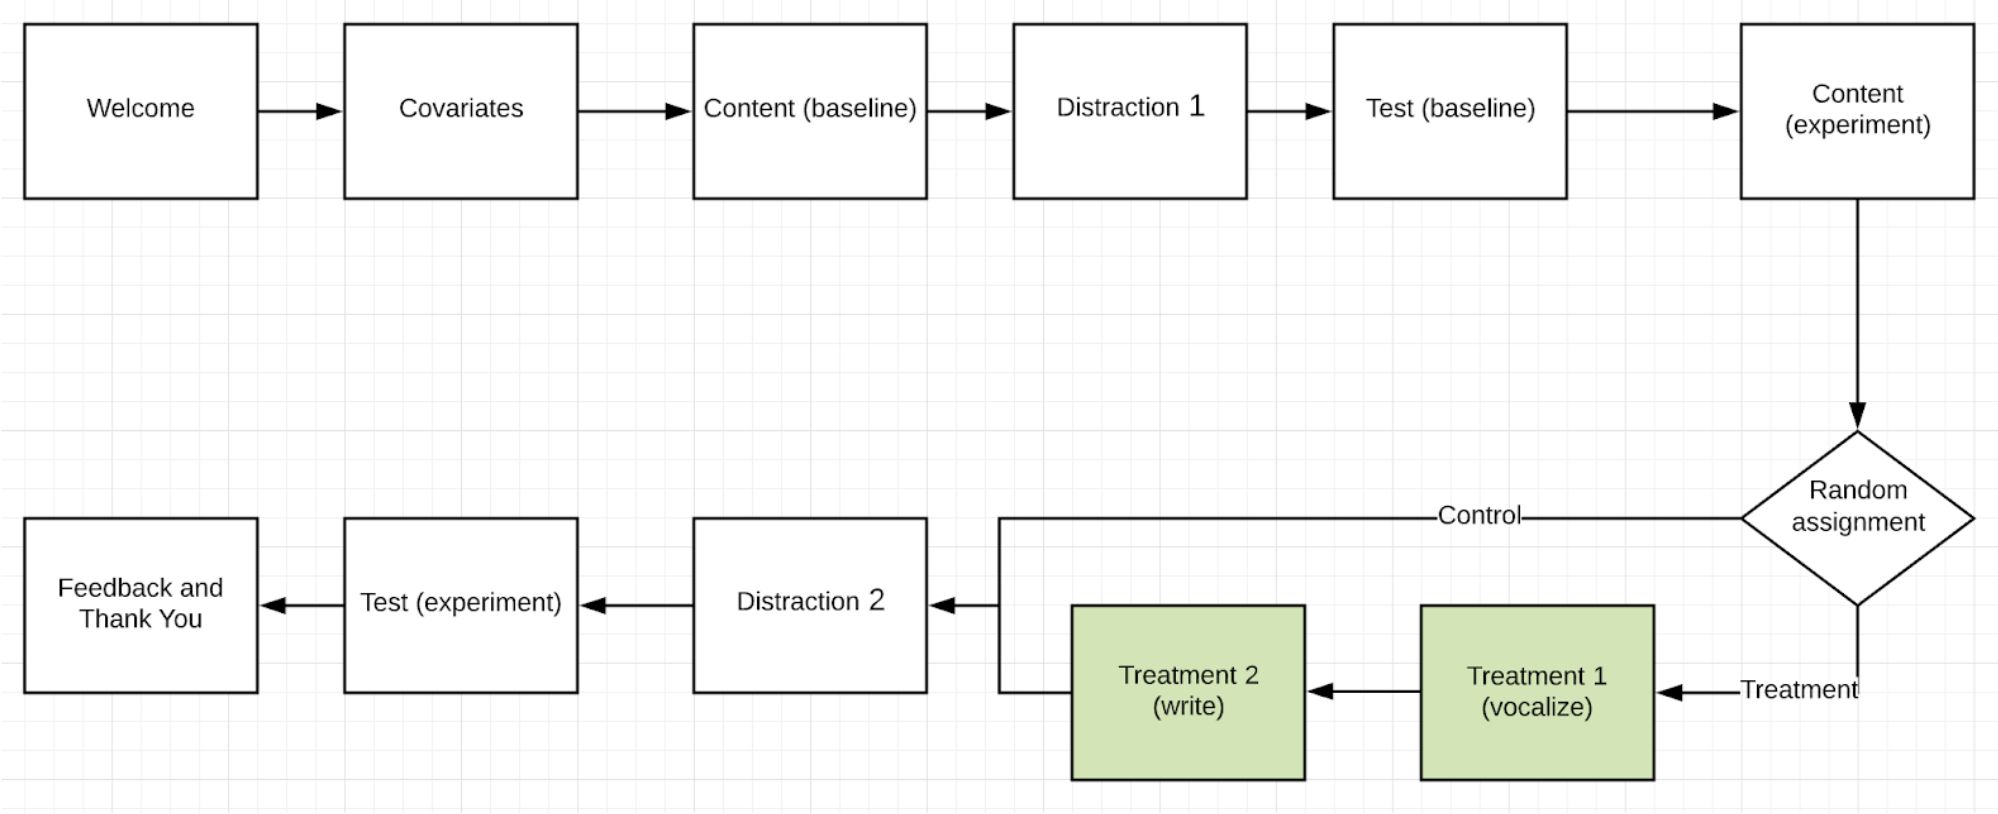 Welcome
Covariates
Content (baseline)
Distraction 1
Test (baseline)
Content
(experiment)
Random
assignment
Control
Treatment
Treatment 1
(vocalize)
Treatment 2
(write)
Distraction 2
Test (experiment)
Feedback and
Thank You